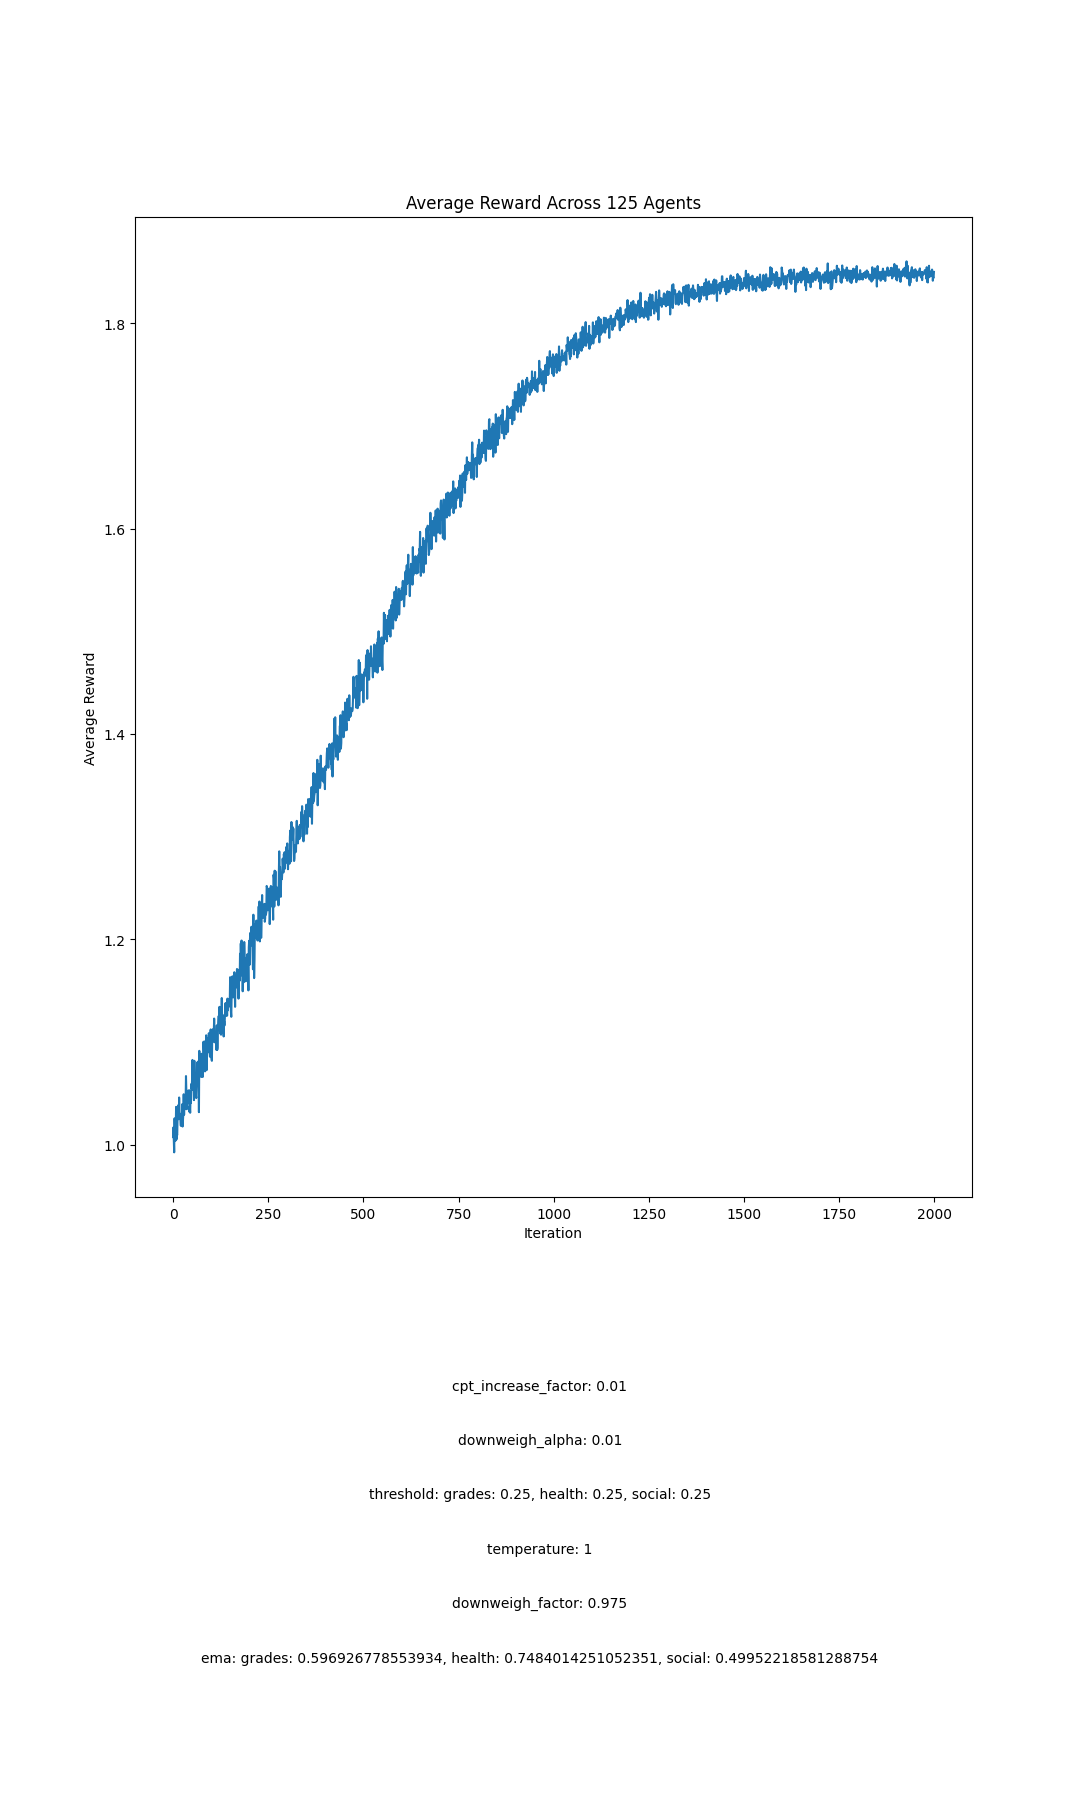 Average Reward Across 125 Agents
1.8
1.6
1.4
1.2
1.0
Average Reward
0 250 500 750 1000 1250 1500 1750 2000
Iteration
cpt_increase_factor: 0.01
downweigh_alpha: 0.01
threshold: grades: 0.25, health: 0.25, social: 0.25
temperature: 1
downweigh_factor: 0.975
ema: grades: 0.596926778553934, health: 0.7484014251052351, social: 0.49952218581288754